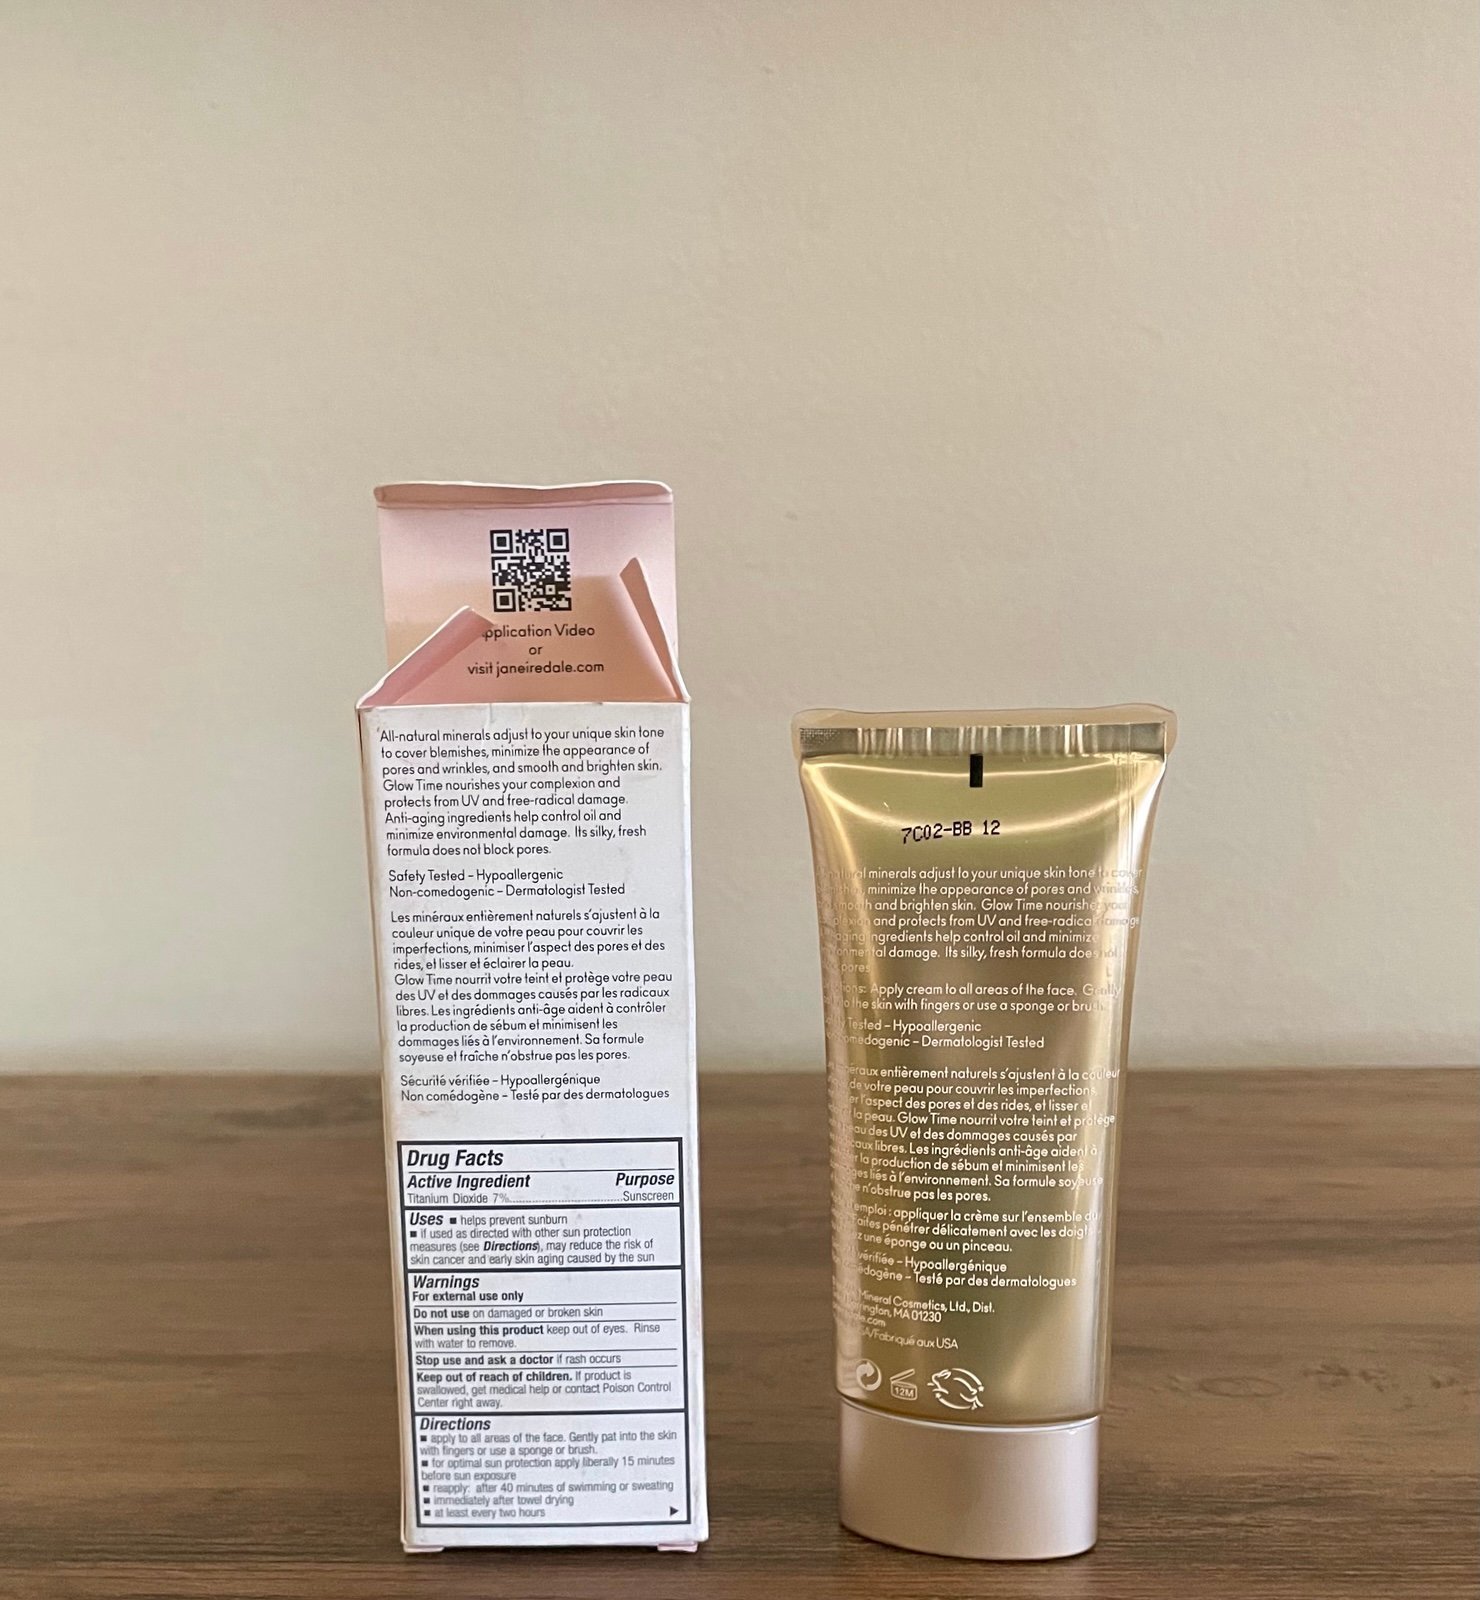 Application Video
or
visit janeiredale.com
All-natural minerals adjust to your unique skin tone
to cover blemishes, minimize the appearance of
pores and wrinkles, and smooth and brighten skin.
Glow Time nourishes your complexion and
protects from UV and free-radical damage.
Anti-aging ingredients help control oil and
minimize environmental damage. Its silky, fresh
formula does not block pores.
Safety Tested – Hypoallergenic
Non-comedogenic – Dermatologist Tested
Les minéraux entièrement naturels s'ajustent à la
couleur unique de votre peau pour couvrir les
imperfections, minimiser l'aspect des pores et des
rides, et lisser et éclairer la peau.
Glow Time nourrit votre teint et protège votre peau
des UV et des dommages causés par les radicaux
libres. Les ingrédients anti-âge aident à contrôler
la production de sébum et minimisent les
dommages liés à l'environnement. Sa formule
soyeuse et fraîche n'obstrue pas les pores.
Sécurité vérifiée – Hypoallergénique
Non comédogène – Testé par des dermatologues
Drug Facts
Active Ingredient Purpose
Titanium Dioxide 7%..........................Sunscreen
Uses ■ helps prevent sunburn
■ if used as directed with other sun protection
measures (see Directions), may reduce the risk of
skin cancer and early skin aging caused by the sun
Warnings
For external use only
Do not use on damaged or broken skin
When using this product keep out of eyes. Rinse
with water to remove.
Stop use and ask a doctor if rash occurs
Keep out of reach of children. If product is
swallowed, get medical help or contact Poison Control
Center right away.
Directions
■ apply to all areas of the face. Gently pat into the skin
with fingers or use a sponge or brush.
■ for optimal sun protection apply liberally 15 minutes
before sun exposure
■ reapply: after 40 minutes of swimming or sweating
■ immediately after towel drying
■ at least every two hours
7C02-BB 12
minerals adjust to your unique skin tone to cover
minimize the appearance of pores and wrinkles,
and brighten skin. Glow Time nourishes your
and protects from UV and free-radical damage
ingredients help control oil and minimize
damage. Its silky, fresh formula does not
pores
Apply cream to all areas of the face. Gently
the skin with fingers or use a sponge or brush
Tested – Hypoallergenic
– Dermatologist Tested
entièrement naturels s'ajustent à la couleur
de votre peau pour couvrir les imperfections,
l'aspect des pores et des rides, et lisser et
la peau. Glow Time nourrit votre teint et protège
des UV et des dommages causés par
libres. Les ingrédients anti-âge aident à
la production de sébum et minimisent les
liés à l'environnement. Sa formule soyeuse
n'obstrue pas les pores.
emploi : appliquer la crème sur l'ensemble du
pénétrer délicatement avec les doigts
une éponge ou un pinceau.
vérifiée – Hypoallergénique
– Testé par des dermatologues
Mineral Cosmetics, Ltd., Dist.
MA 01230
Fabriqué aux USA
12M